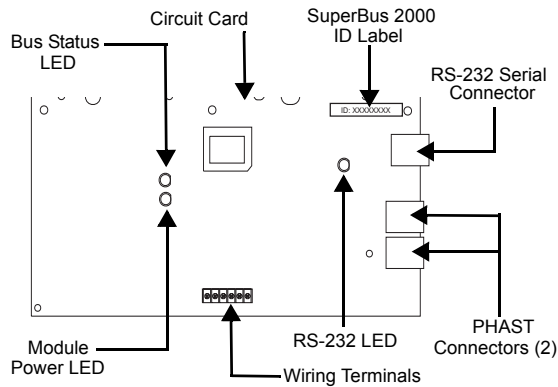 Circuit Card
SuperBus 2000
ID Label
Bus Status
LED
RS-232 Serial
Connector
ID: XXXXXXXX
Module
Power LED
RS-232 LED
PHAST
Connectors (2)
Wiring Terminals